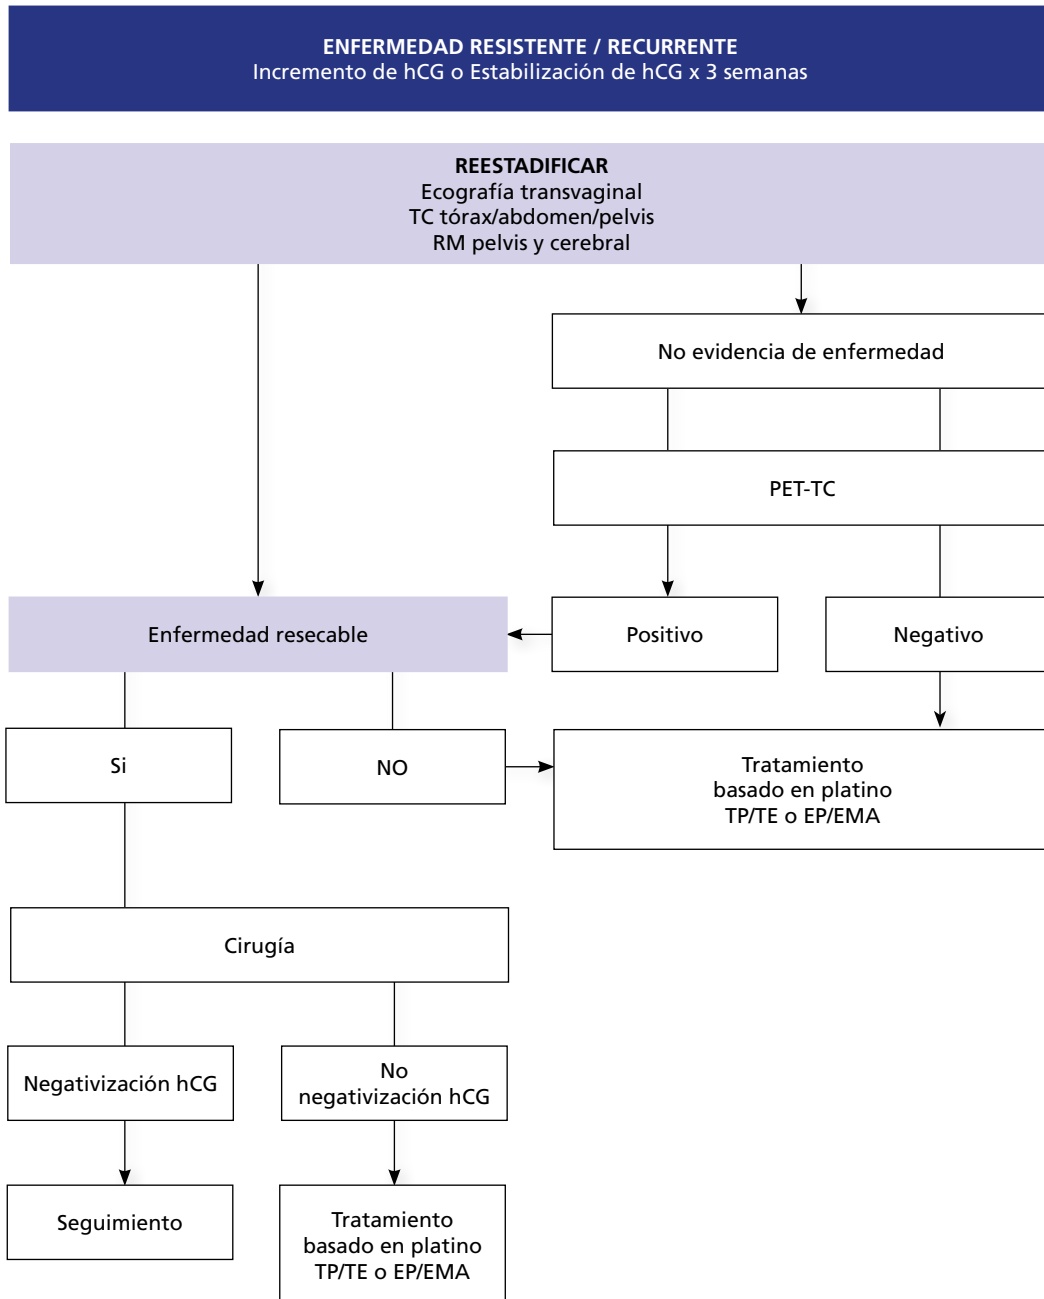 ENFERMEDAD RESISTENTE / RECURRENTE
Incremento de hCG o Estabilización de hCG x 3 semanas
REESTADIFICAR
Ecografía transvaginal
TC tórax/abdomen/pelvis
RM pelvis y cerebral
No evidencia de enfermedad
PET-TC
Enfermedad resecable
Positivo
Negativo
Si
NO
Tratamiento
basado en platino
TP/TE o EP/EMA
Cirugía
Negativización hCG
No
negativización hCG
Seguimiento
Tratamiento
basado en platino
TP/TE o EP/EMA